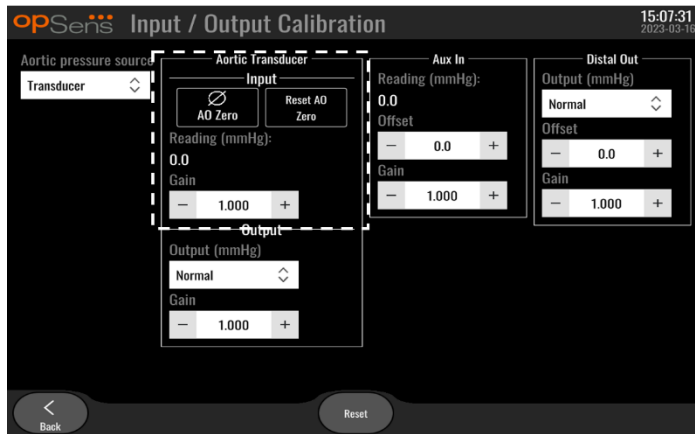 opSens Input / Output Calibration
15:07:31
2023-03-16
Aortic pressure source
Transducer
Aortic Transducer
Input
AO Zero
Reset AO
Zero
Reading (mmHg):
0.0
Gain
− 1.000 +
Output
Output (mmHg)
Normal
Gain
− 1.000 +
Aux In
Reading (mmHg):
0.0
Offset
− 0.0 +
Gain
− 1.000 +
Distal Out
Output (mmHg)
Normal
Offset
− 0.0 +
Gain
− 1.000 +
Back
Reset